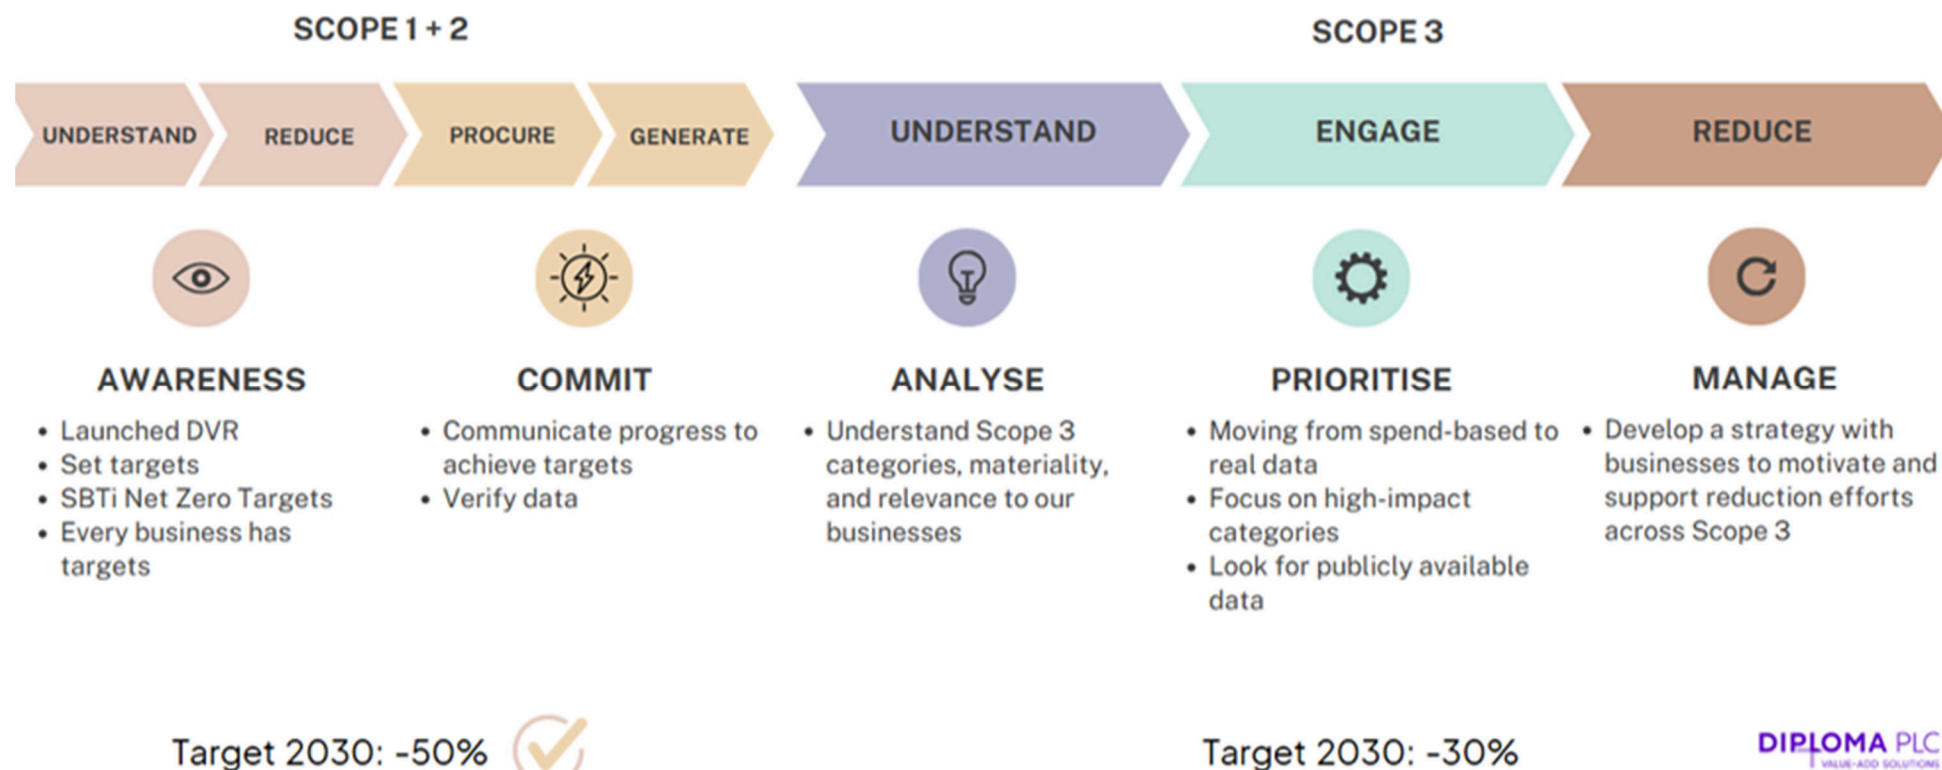 SCOPE 1 + 2
SCOPE 3
UNDERSTAND
REDUCE
PROCURE
GENERATE
UNDERSTAND
ENGAGE
REDUCE
AWARENESS
• Launched DVR
• Set targets
• SBTi Net Zero Targets
• Every business has
targets
COMMIT
• Communicate progress to
achieve targets
• Verify data
ANALYSE
• Understand Scope 3
categories, materiality,
and relevance to our
businesses
PRIORITISE
• Moving from spend-based to
real data
• Focus on high-impact
categories
• Look for publicly available
data
MANAGE
• Develop a strategy with
businesses to motivate and
support reduction efforts
across Scope 3
Target 2030: -50%
Target 2030: -30%
DIPLOMA PLC
VALUE-ADD SOLUTIONS